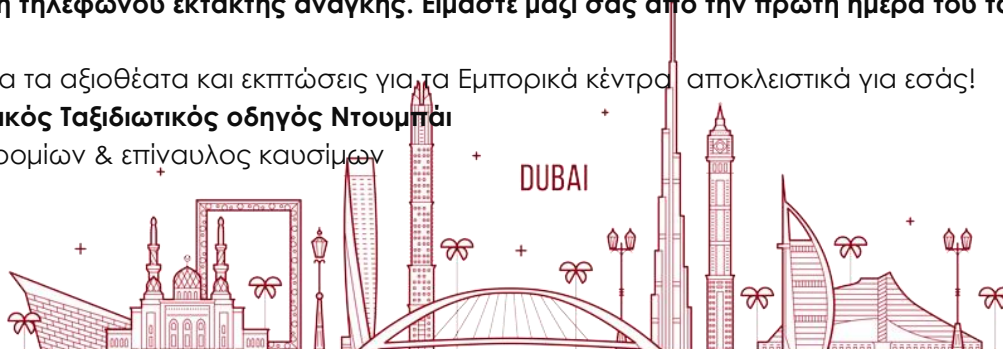 η τηλεφώνου έκτακτης ανάγκης. Είμαστε μαζί σας από την πρώτη ημέρα του τα
α τα αξιοθέατα και εκπτώσεις για τα Εμπορικά κέντρα αποκλειστικά για εσάς!
ικός Ταξιδιωτικός οδηγός Ντουμπάι
ρομίων & επίναυλος καυσίμων
DUBAI